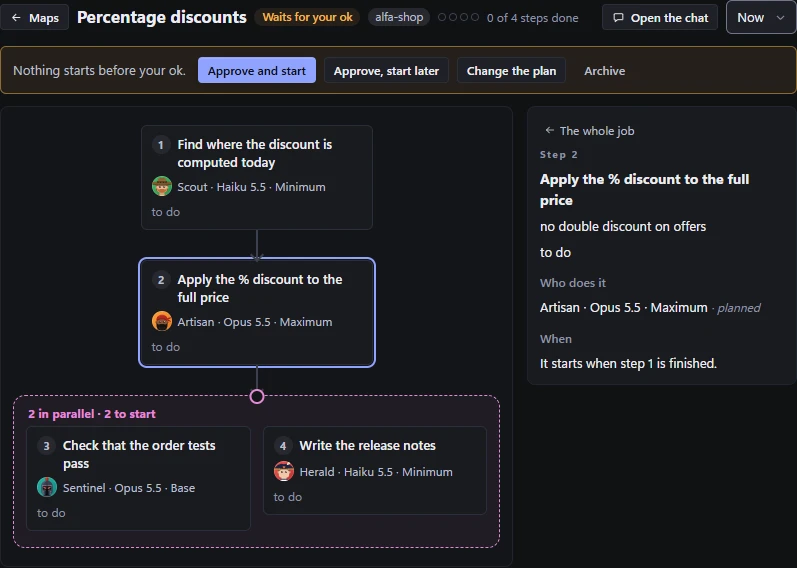 ← Maps
Percentage discounts
Waits for your ok
alfa-shop
0 of 4 steps done
Open the chat
Now
Nothing starts before your ok.
Approve and start
Approve, start later
Change the plan
Archive
1
Find where the discount is
computed today
Scout · Haiku 5.5 · Minimum
to do
2
Apply the % discount to the
full price
Artisan · Opus 5.5 · Maximum
to do
2 in parallel · 2 to start
3
Check that the order tests
pass
Sentinel · Opus 5.5 · Base
to do
4
Write the release notes
Herald · Haiku 5.5 · Minimum
to do
← The whole job
Step 2
Apply the % discount to the full
price
no double discount on offers
to do
Who does it
Artisan · Opus 5.5 · Maximum · planned
When
It starts when step 1 is finished.